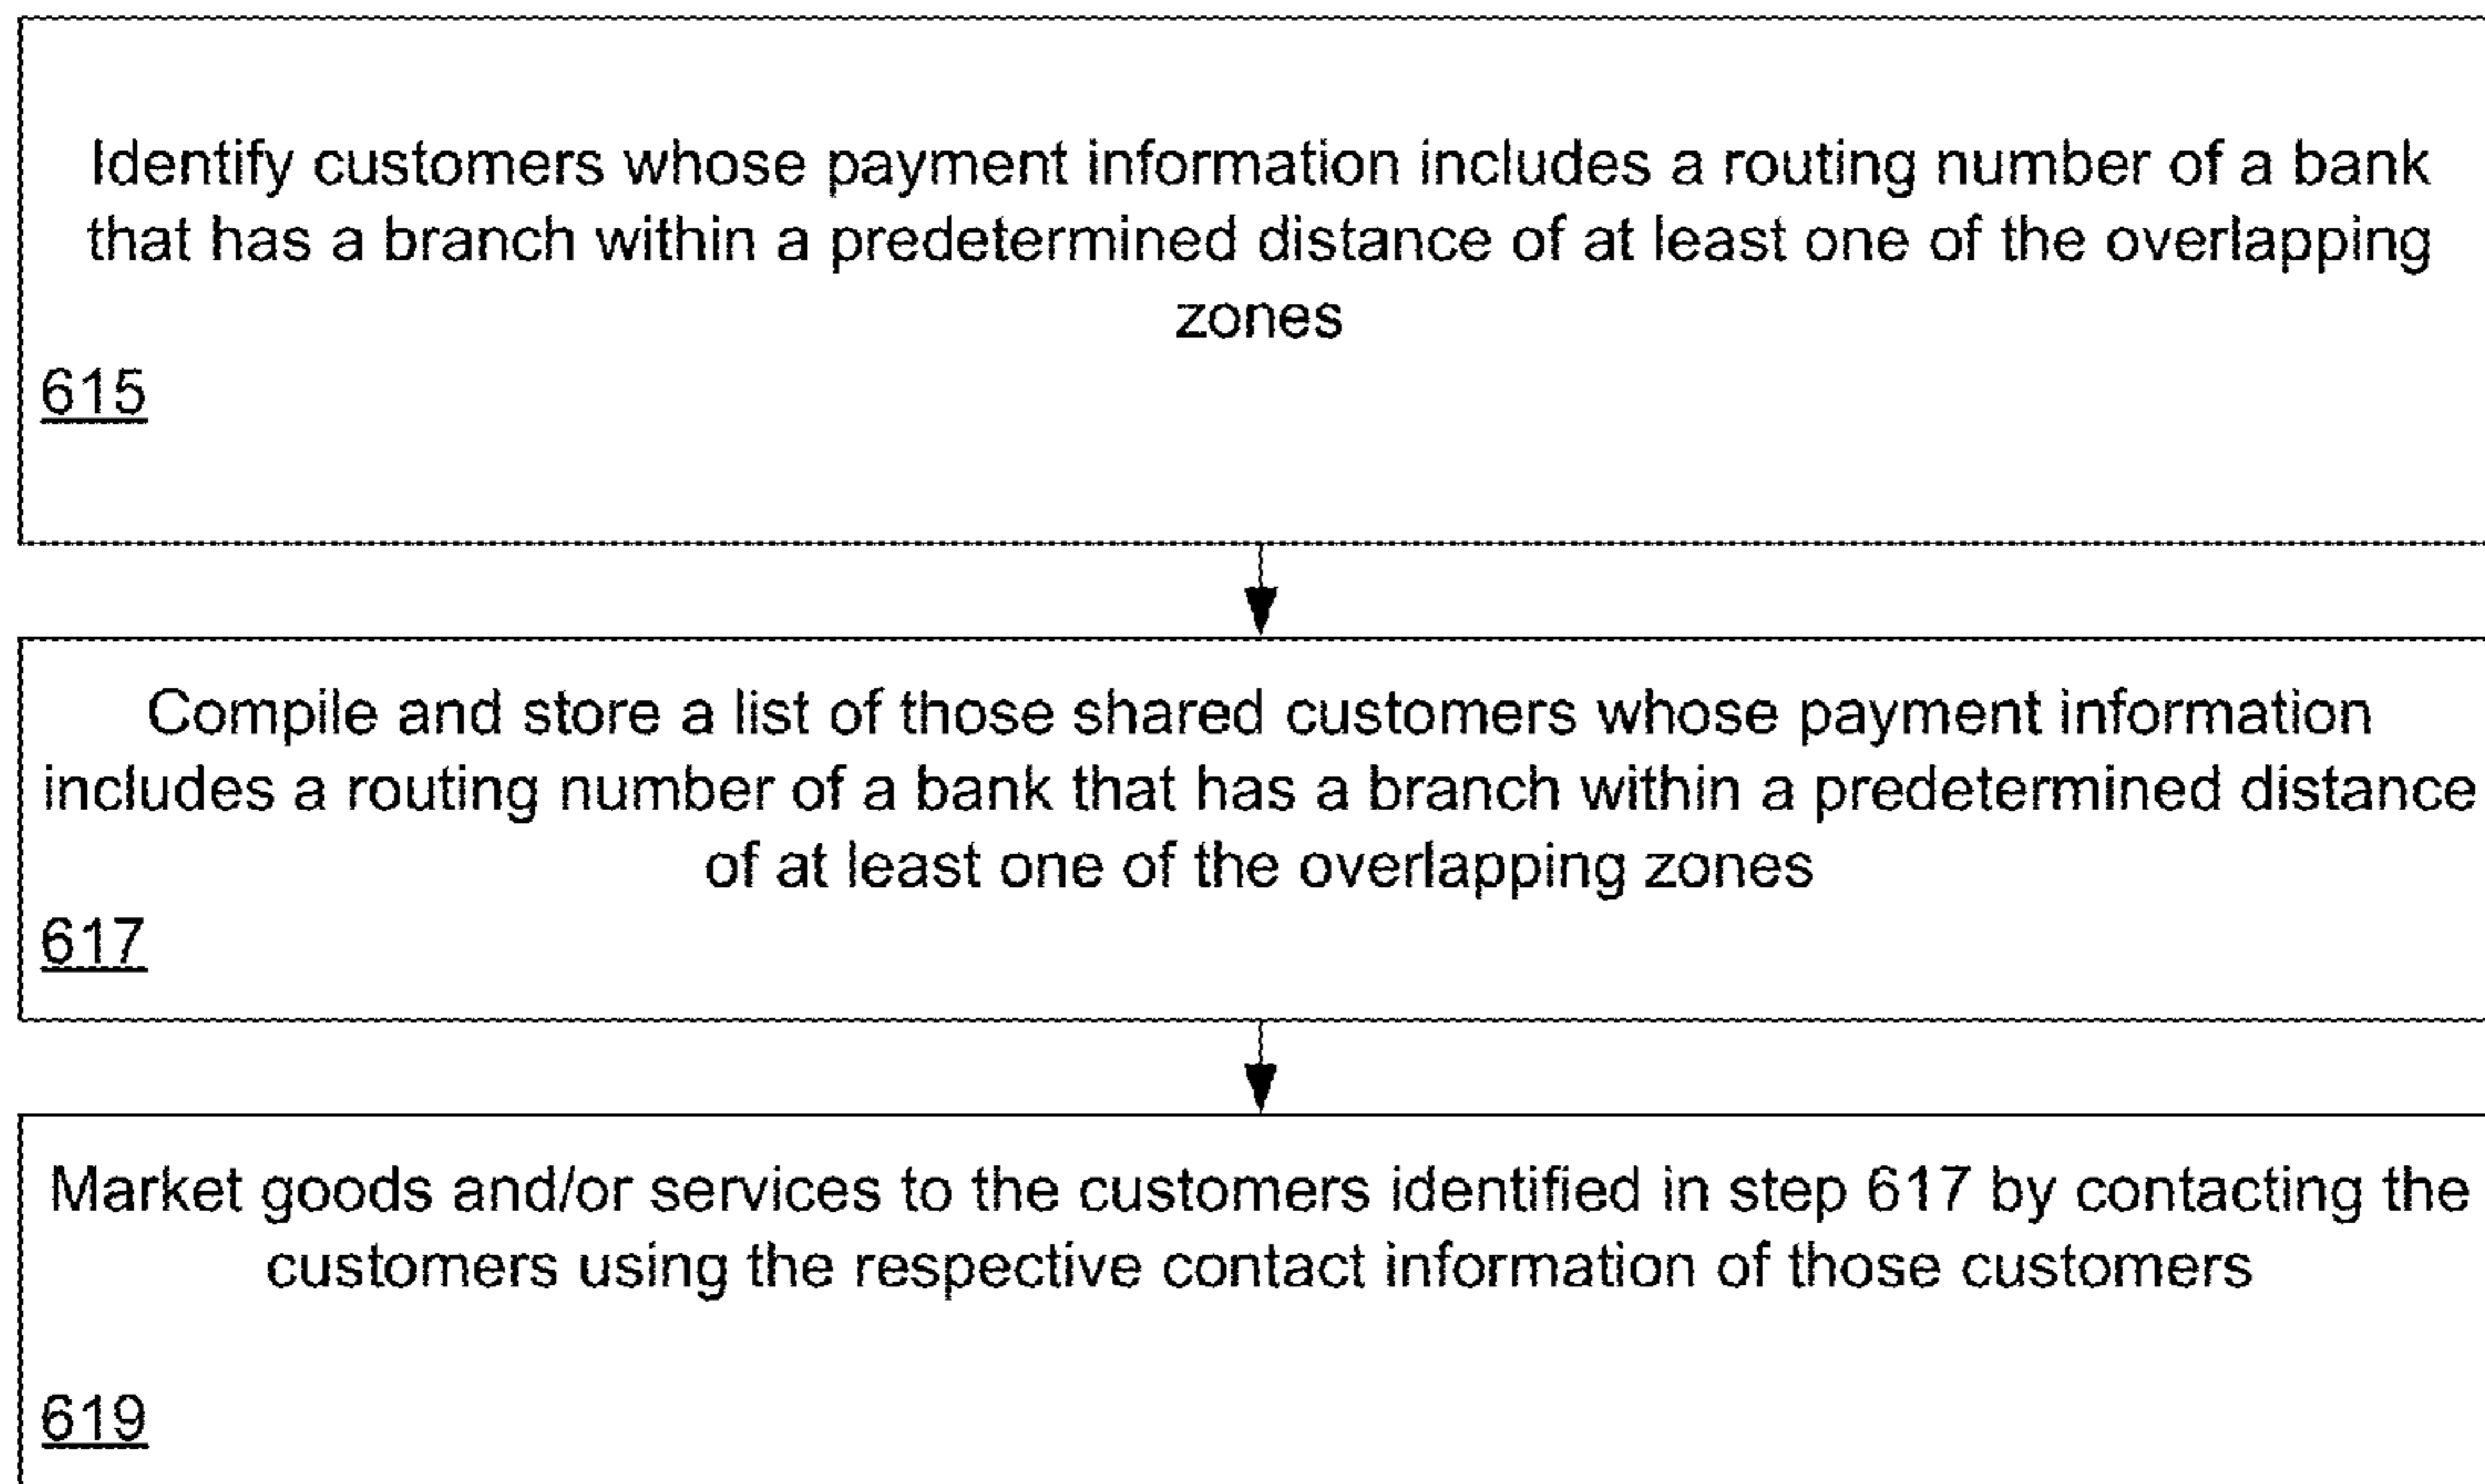 Identify customers whose payment information includes a routing number of a bank
that has a branch within a predetermined distance of at least one of the overlapping
zones
615
Compile and store a list of those shared customers whose payment information
includes a routing number of a bank that has a branch within a predetermined distance
of at least one of the overlapping zones
617
Market goods and/or services to the customers identified in step 617 by contacting the
customers using the respective contact information of those customers
619